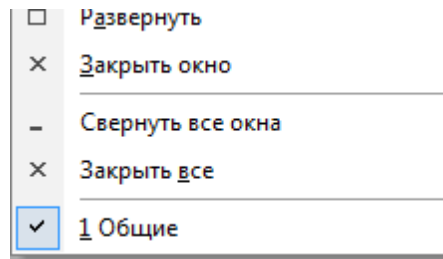 Развернуть
Закрыть окно
Свернуть все окна
Закрыть все
1 Общие